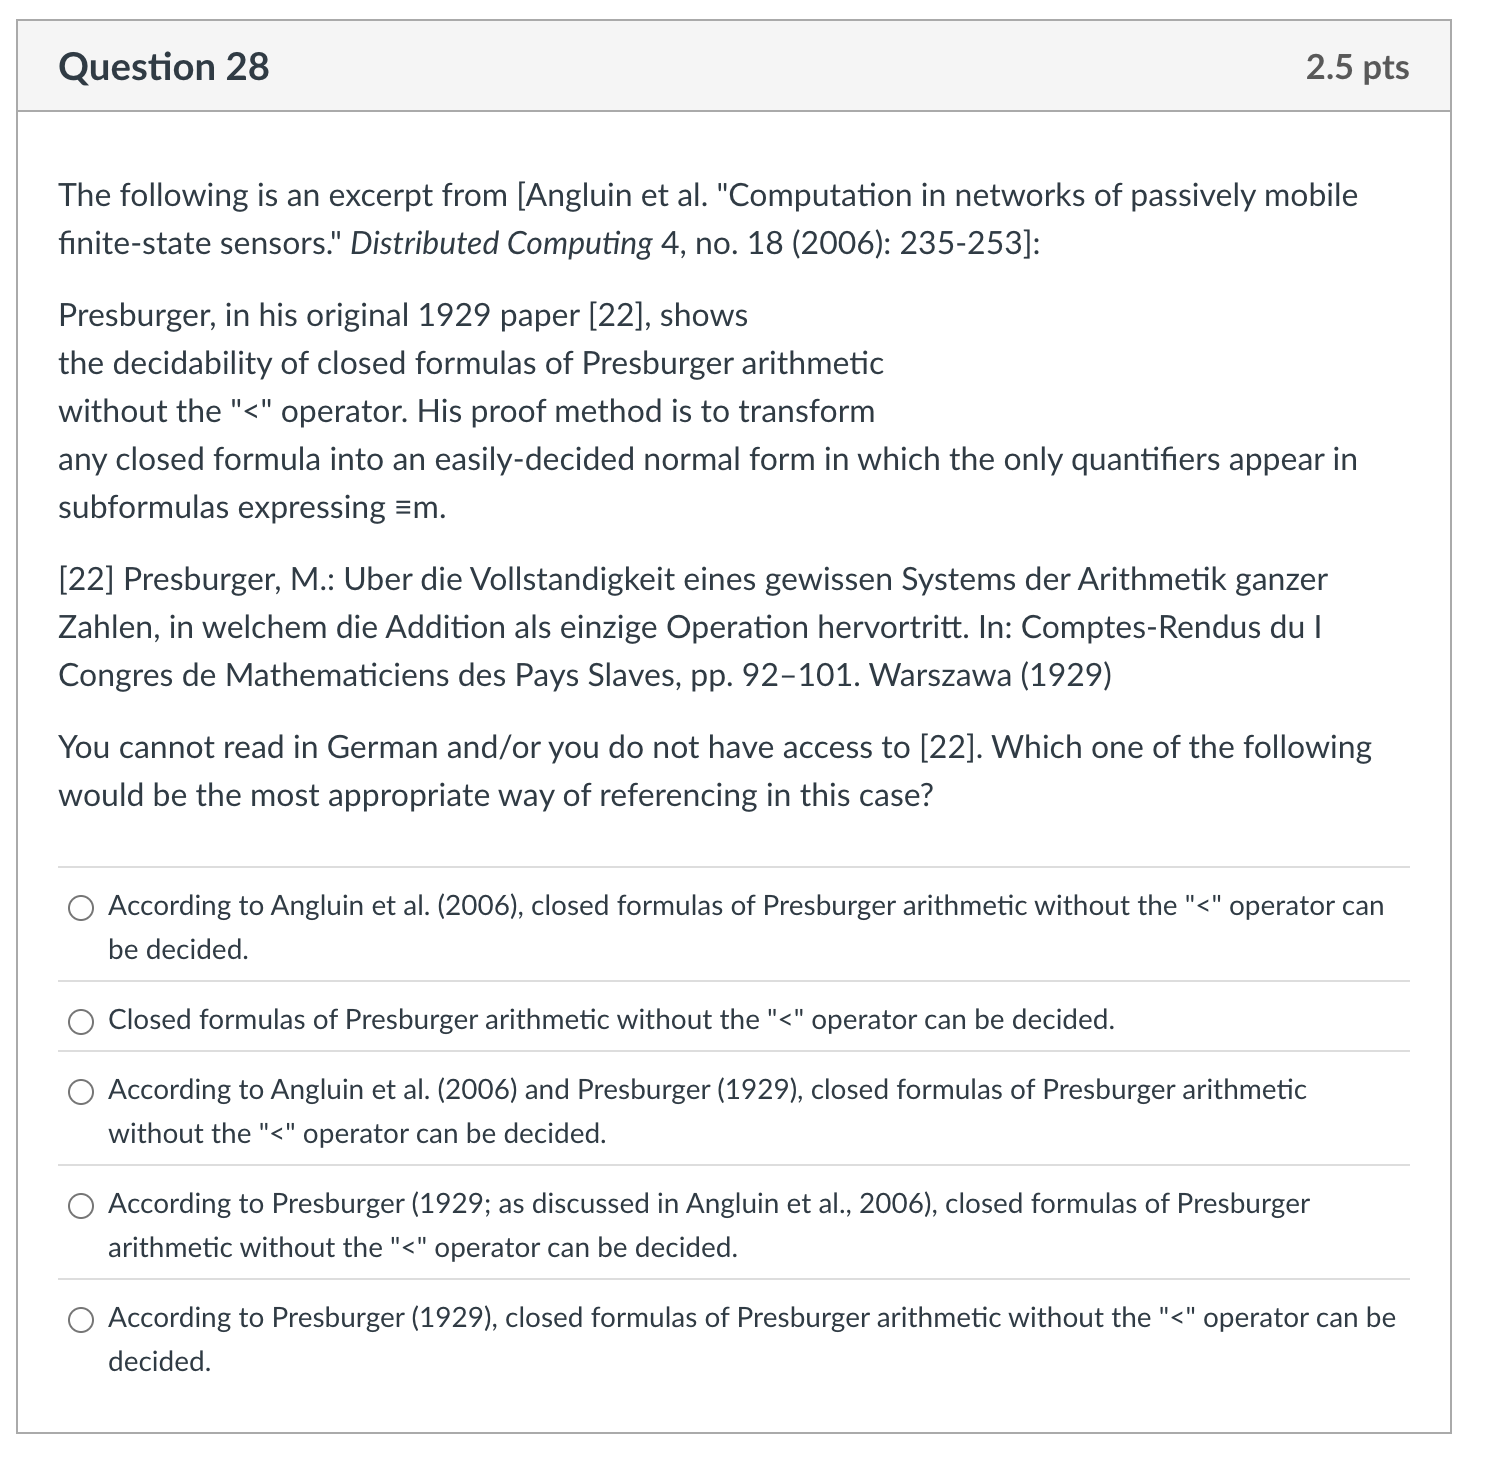 Question 28
2.5 pts
The following is an excerpt from [Angluin et al. "Computation in networks of passively mobile
finite-state sensors." Distributed Computing 4, no. 18 (2006): 235-253]:
Presburger, in his original 1929 paper [22], shows
the decidability of closed formulas of Presburger arithmetic
without the "<" operator. His proof method is to transform
any closed formula into an easily-decided normal form in which the only quantifiers appear in
subformulas expressing ≡m.
[22] Presburger, M.: Uber die Vollstandigkeit eines gewissen Systems der Arithmetik ganzer
Zahlen, in welchem die Addition als einzige Operation hervortritt. In: Comptes-Rendus du I
Congres de Mathematiciens des Pays Slaves, pp. 92–101. Warszawa (1929)
You cannot read in German and/or you do not have access to [22]. Which one of the following
would be the most appropriate way of referencing in this case?
According to Angluin et al. (2006), closed formulas of Presburger arithmetic without the "<" operator can
be decided.
Closed formulas of Presburger arithmetic without the "<" operator can be decided.
According to Angluin et al. (2006) and Presburger (1929), closed formulas of Presburger arithmetic
without the "<" operator can be decided.
According to Presburger (1929; as discussed in Angluin et al., 2006), closed formulas of Presburger
arithmetic without the "<" operator can be decided.
According to Presburger (1929), closed formulas of Presburger arithmetic without the "<" operator can be
decided.